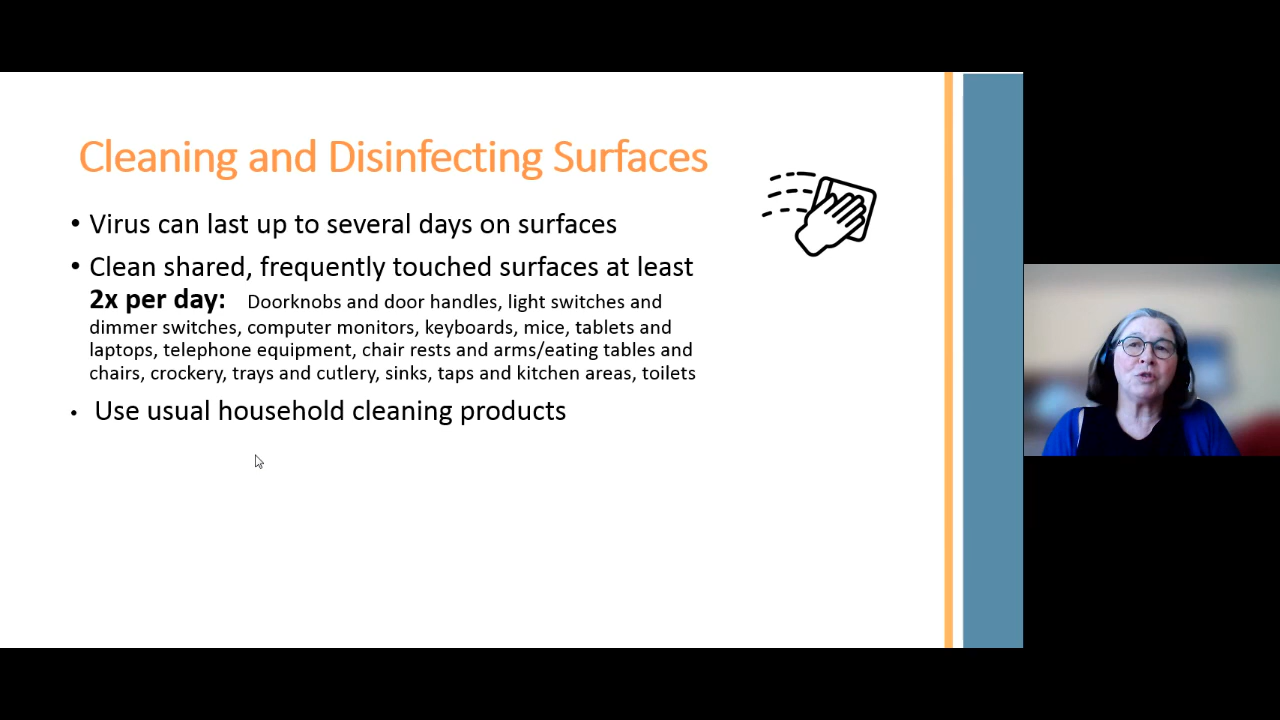 Cleaning and Disinfecting Surfaces
• Virus can last up to several days on surfaces
• Clean shared, frequently touched surfaces at least
2x per day: Doorknobs and door handles, light switches and
dimmer switches, computer monitors, keyboards, mice, tablets and
laptops, telephone equipment, chair rests and arms/eating tables and
chairs, crockery, trays and cutlery, sinks, taps and kitchen areas, toilets
• Use usual household cleaning products